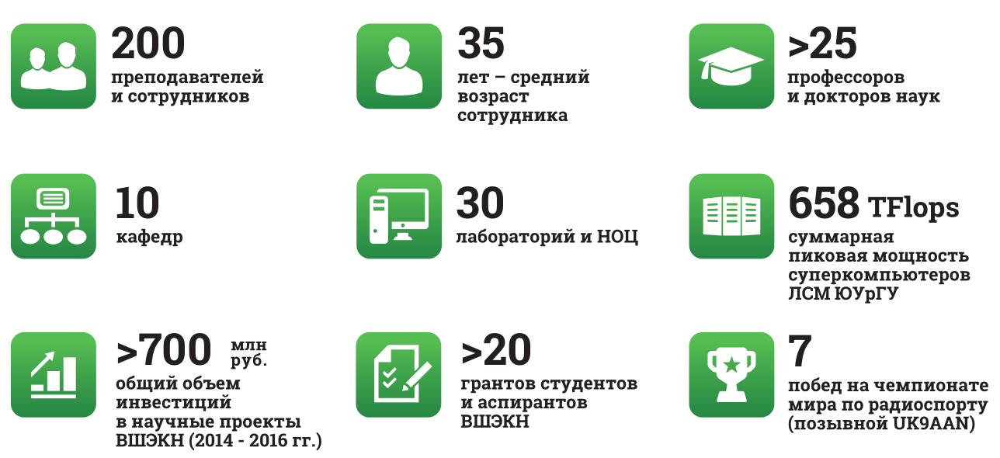 200
преподавателей
и сотрудников
35
лет – средний
возраст
сотрудника
>25
профессоров
и докторов наук
10
кафедр
30
лабораторий и НОЦ
658 TFlops
суммарная
пиковая мощность
суперкомпьютеров
ЛСМ ЮУрГУ
>700 млн
руб.
общий объем
инвестиций
в научные проекты
ВШЭКН (2014 - 2016 гг.)
>20
грантов студентов
и аспирантов
ВШЭКН
7
побед на чемпионате
мира по радиоспорту
(позывной UK9AAN)